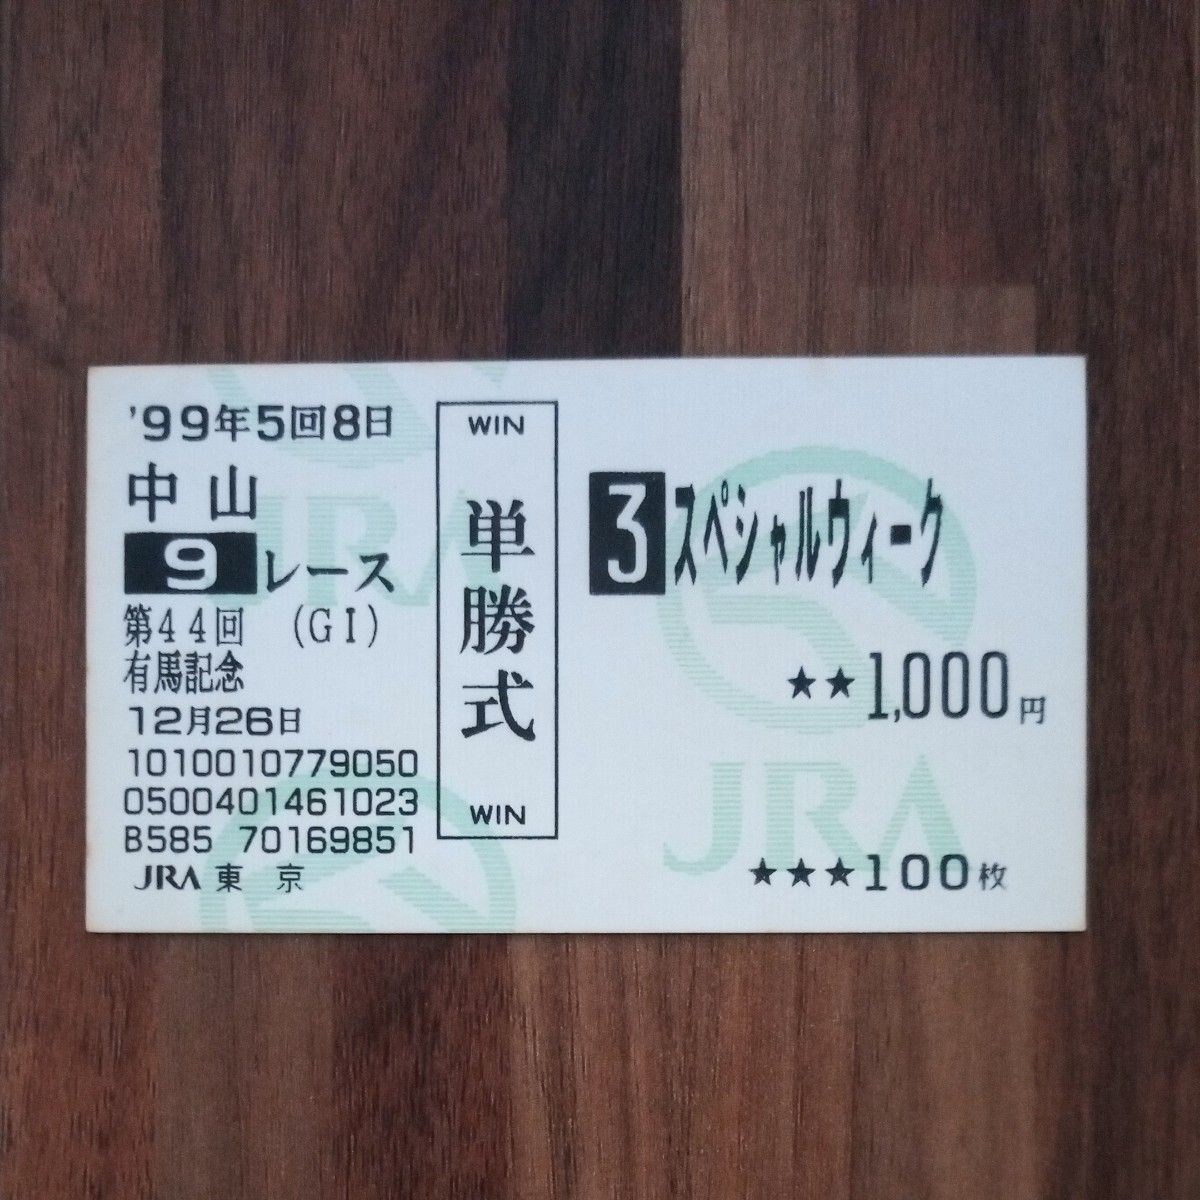 '99年5回8日
中山
9レース
第44回 (GⅠ)
有馬記念
12月26日
1010010779050
0500401461023
B585 70169851
JRA 東京
WIN
単勝式
WIN
3 スペシャルウィーク
★★1,000円
★★★100枚
JRA
JRA